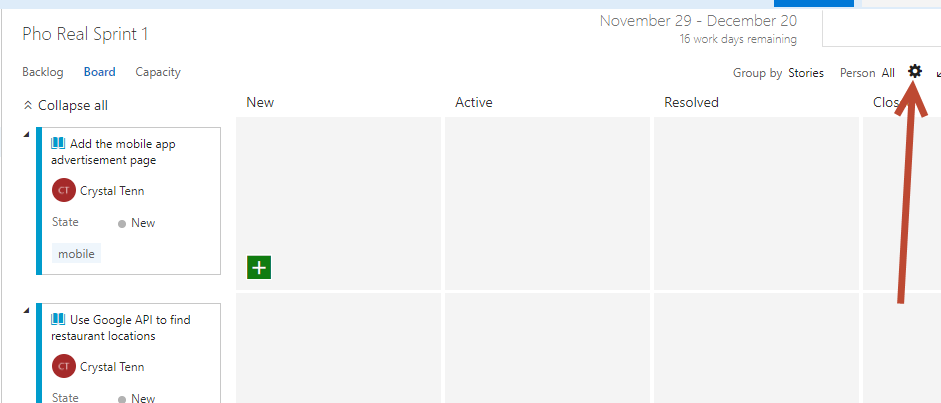 Pho Real Sprint 1
November 29 - December 20
16 work days remaining
Backlog Board Capacity
Group by Stories Person All
Collapse all
New Active Resolved Clos
Add the mobile app
advertisement page
CT Crystal Tenn
State New
mobile
Use Google API to find
restaurant locations
CT Crystal Tenn
State New